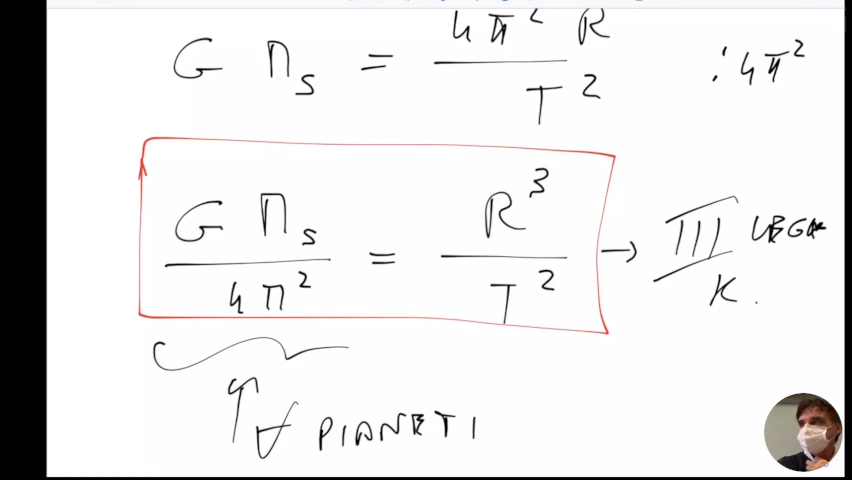 G Ms = 4π² R / T² : 4π²
G Ms / 4π² = R³ / T² → III LEGGE
K.
∀ PIANETI